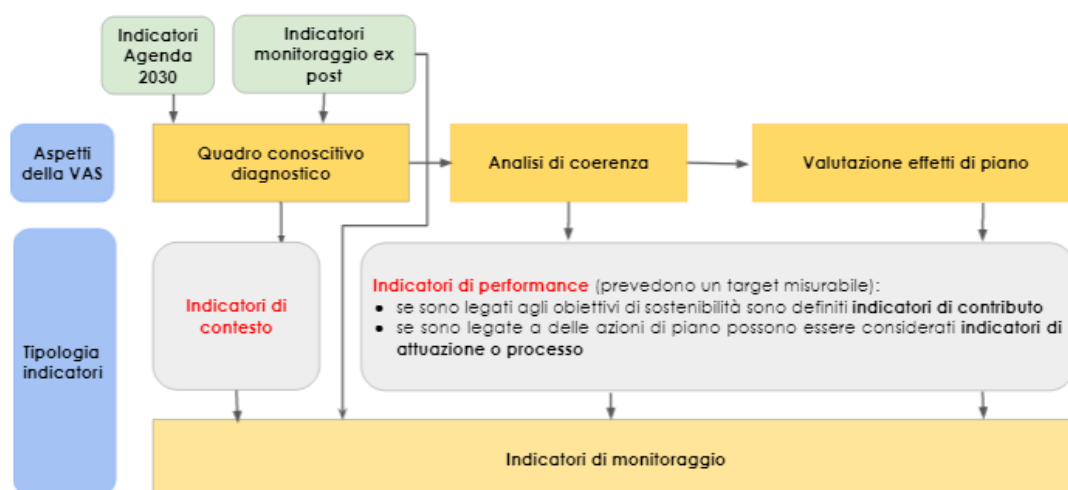 Indicatori
Agenda
2030
Indicatori
monitoraggio ex
post
Aspetti
della VAS
Quadro conoscitivo
diagnostico
Analisi di coerenza
Valutazione effetti di piano
Tipologia
indicatori
Indicatori di
contesto
Indicatori di performance (prevedono un target misurabile):
• se sono legati agli obiettivi di sostenibilità sono definiti indicatori di contributo
• se sono legate a delle azioni di piano possono essere considerati indicatori di
attuazione o processo
Indicatori di monitoraggio